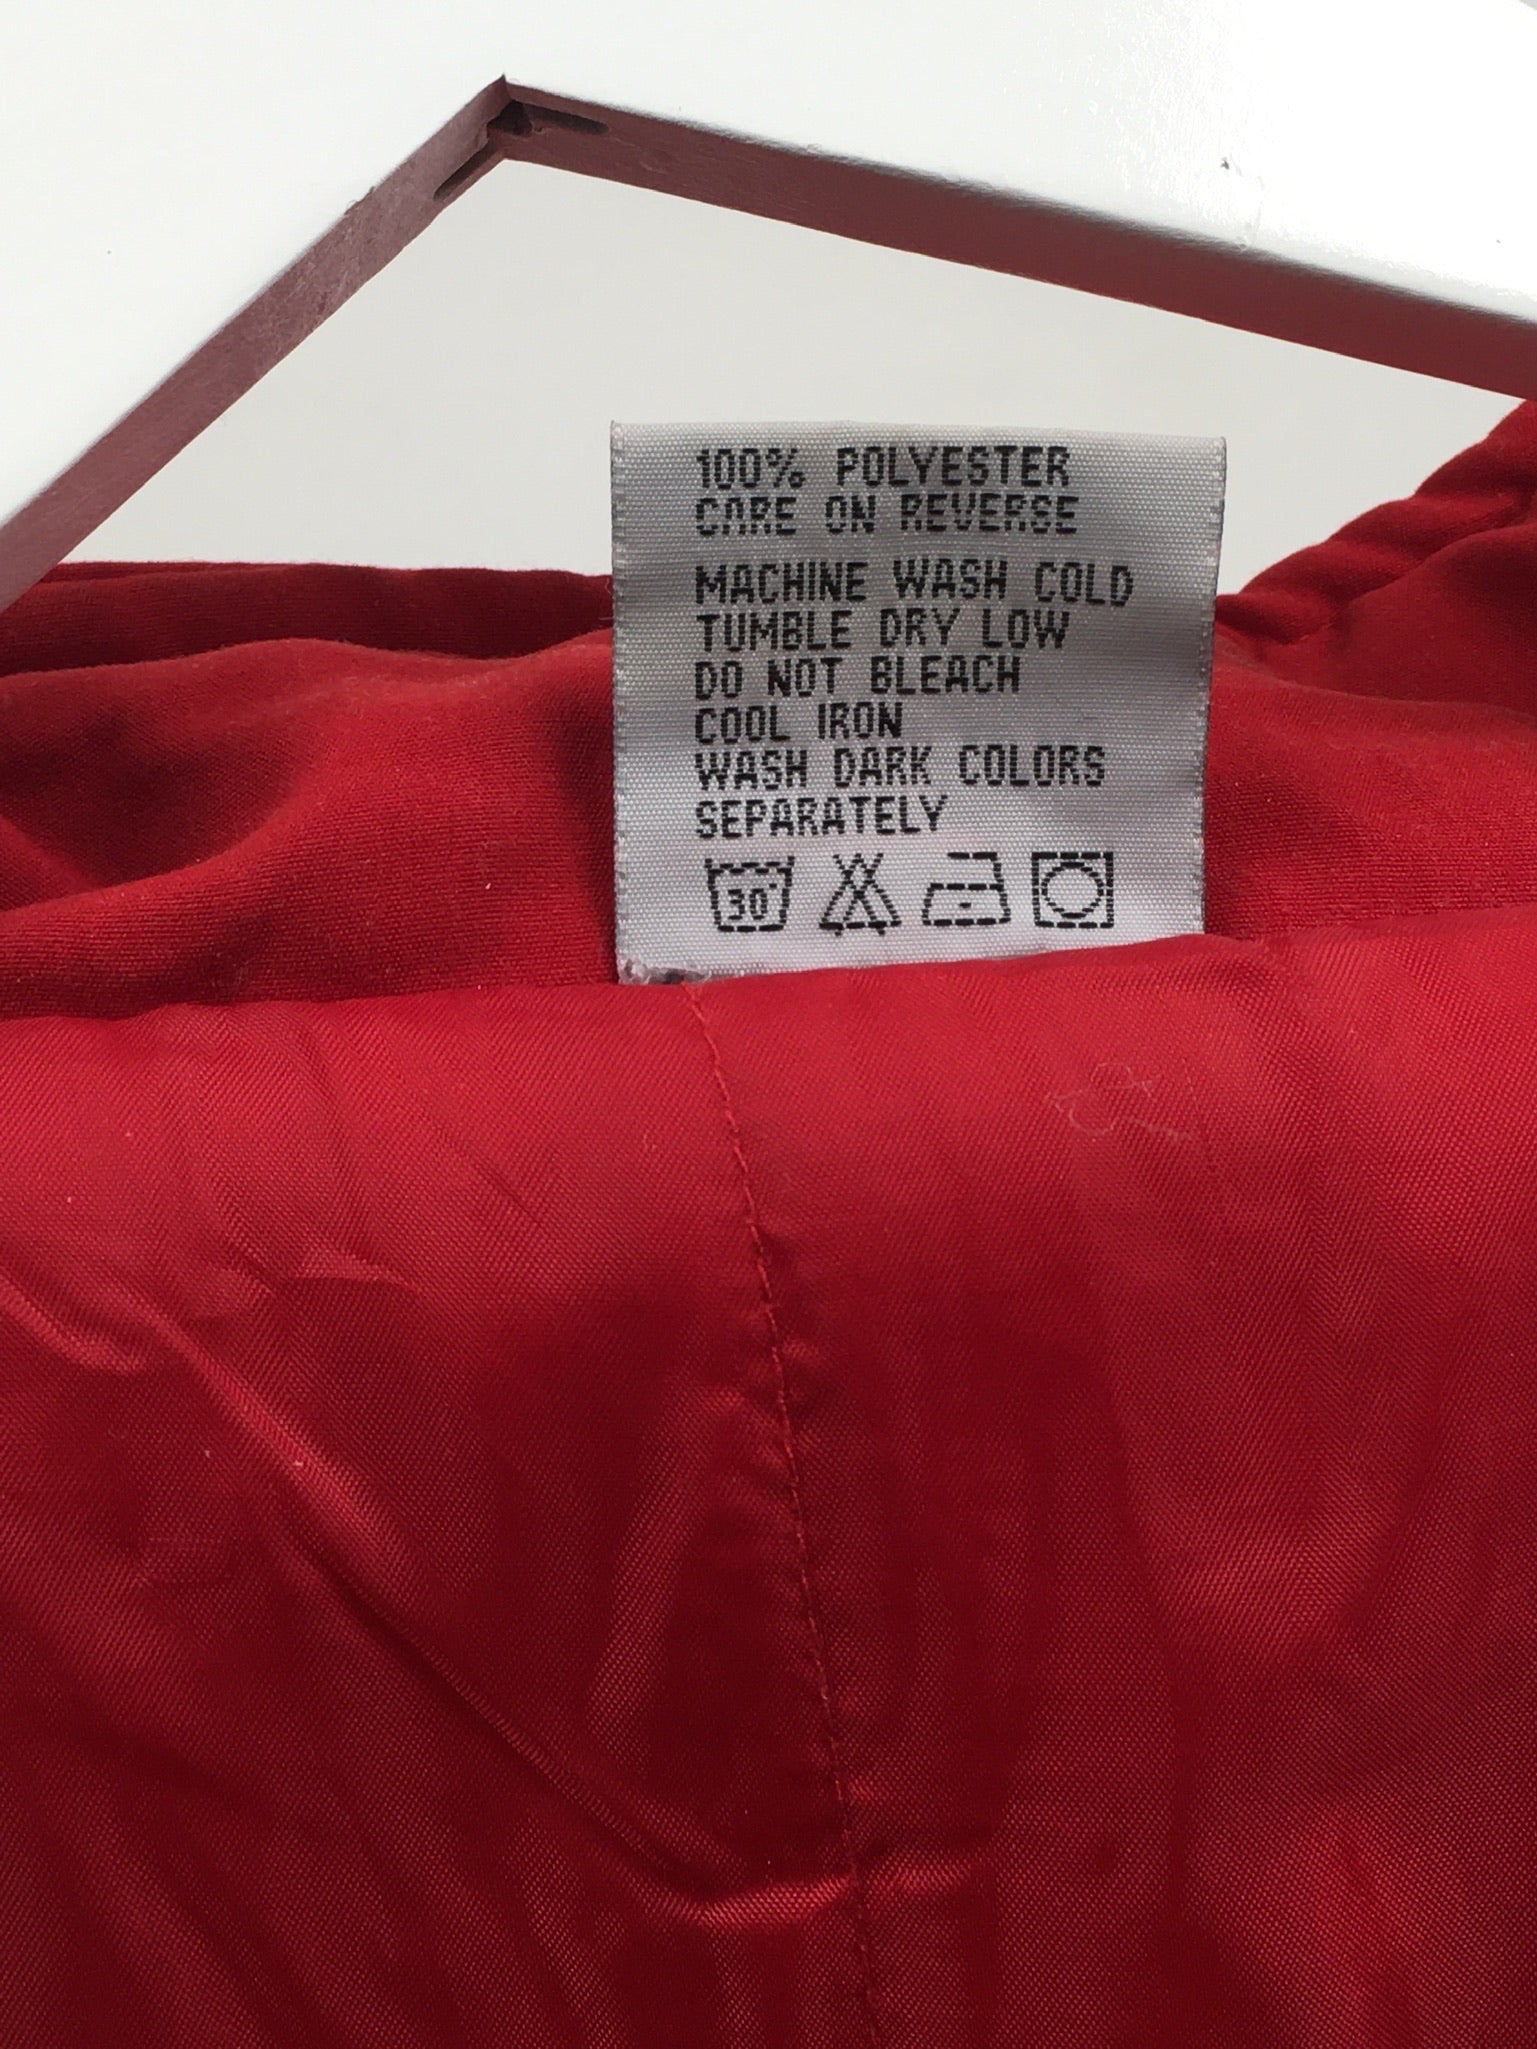 100% POLYESTER
CARE ON REVERSE
MACHINE WASH COLD
TUMBLE DRY LOW
DO NOT BLEACH
COOL IRON
WASH DARK COLORS
SEPARATELY
30°